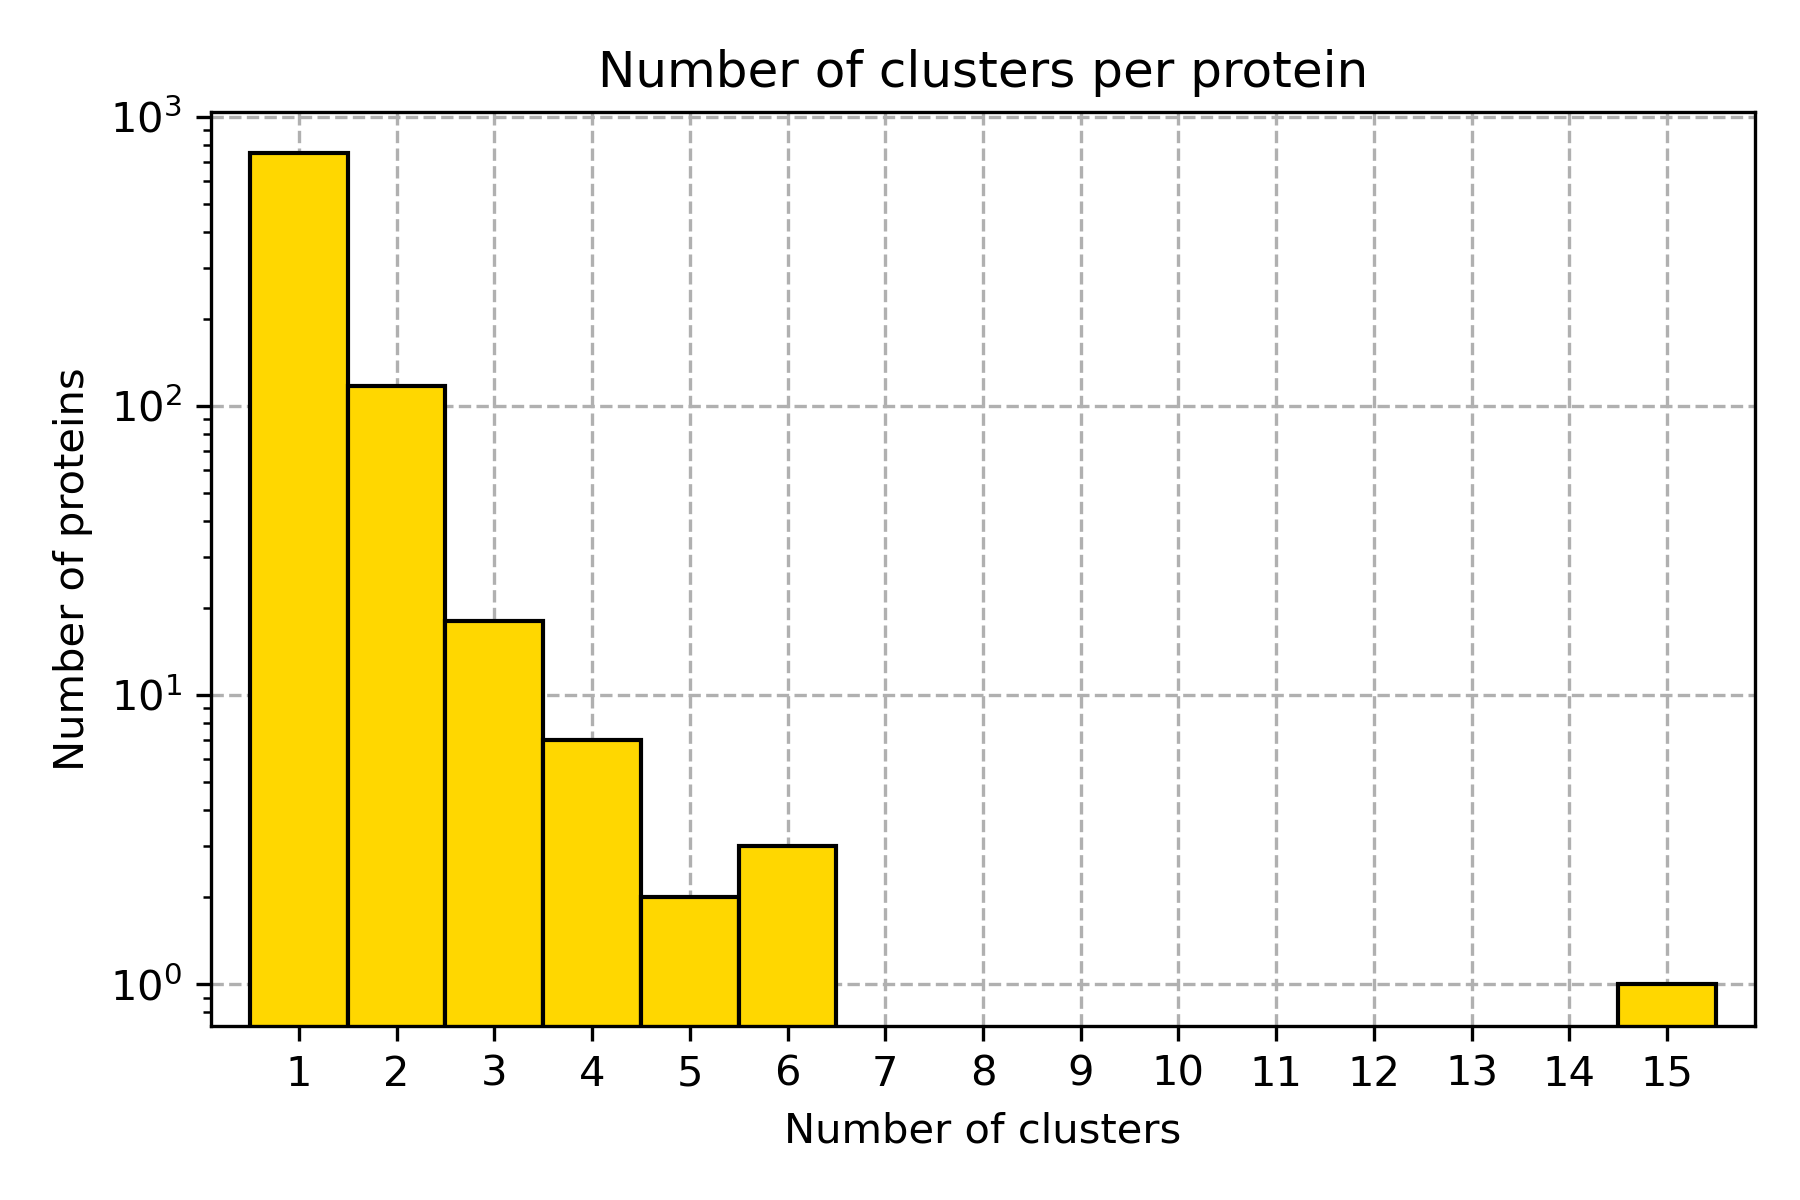 Number of clusters per protein
10³
10²
10¹
10⁰
Number of proteins
1 2 3 4 5 6 7 8 9 10 11 12 13 14 15
Number of clusters